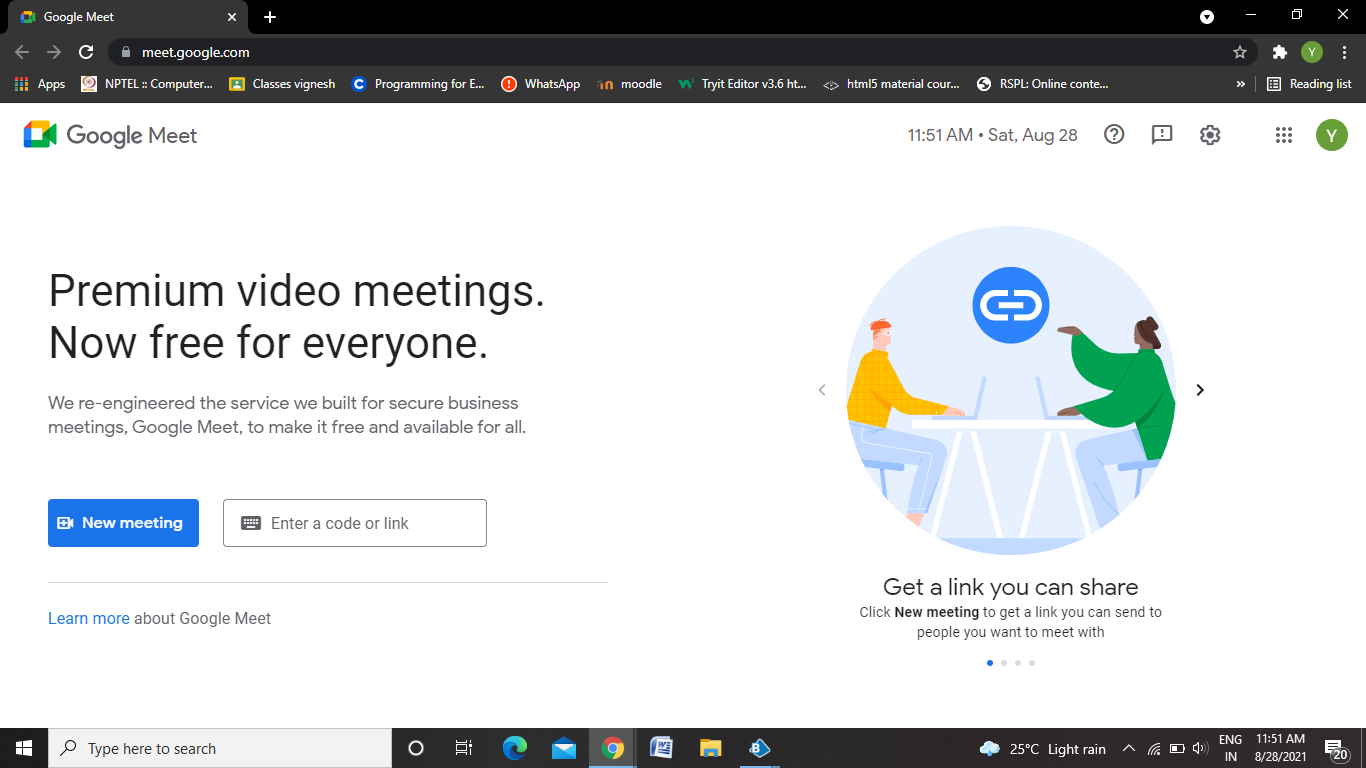 Google Meet
meet.google.com
Y
Apps
NPTEL :: Computer...
Classes vignesh
Programming for E...
WhatsApp
moodle
Tryit Editor v3.6 ht...
html5 material cour...
RSPL: Online conte...
»
Reading list
Google Meet
11:51 AM • Sat, Aug 28
Y
Premium video meetings.
Now free for everyone.
We re-engineered the service we built for secure business
meetings, Google Meet, to make it free and available for all.
New meeting
Enter a code or link
Learn more about Google Meet
Get a link you can share
Click New meeting to get a link you can send to
people you want to meet with
Type here to search
25°C Light rain
ENG
IN
11:51 AM
8/28/2021
20